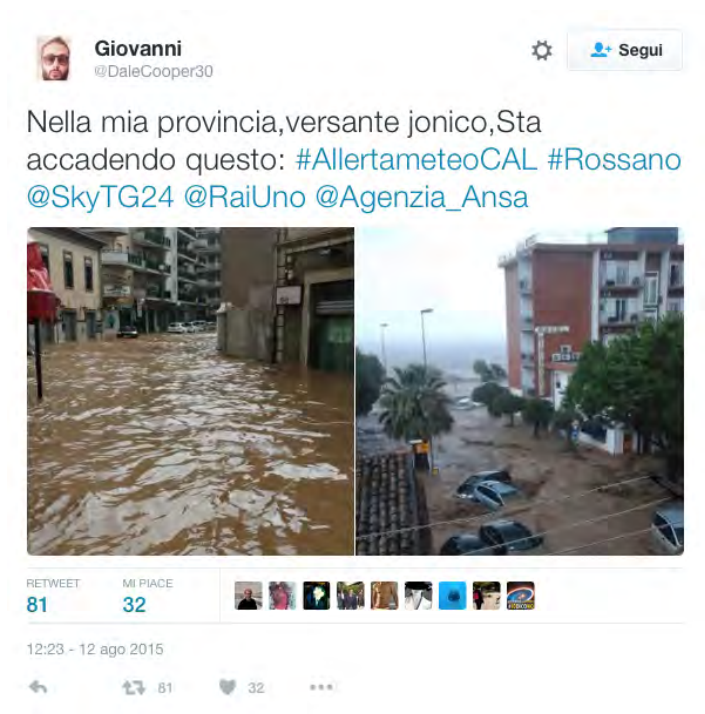 Giovanni
@DaleCooper30
Segui
Nella mia provincia,versante jonico,Sta
accadendo questo: #AllertameteoCAL #Rossano
@SkyTG24 @RaiUno @Agenzia_Ansa
RETWEET
MI PIACE
81
32
12:23 - 12 ago 2015
81
32